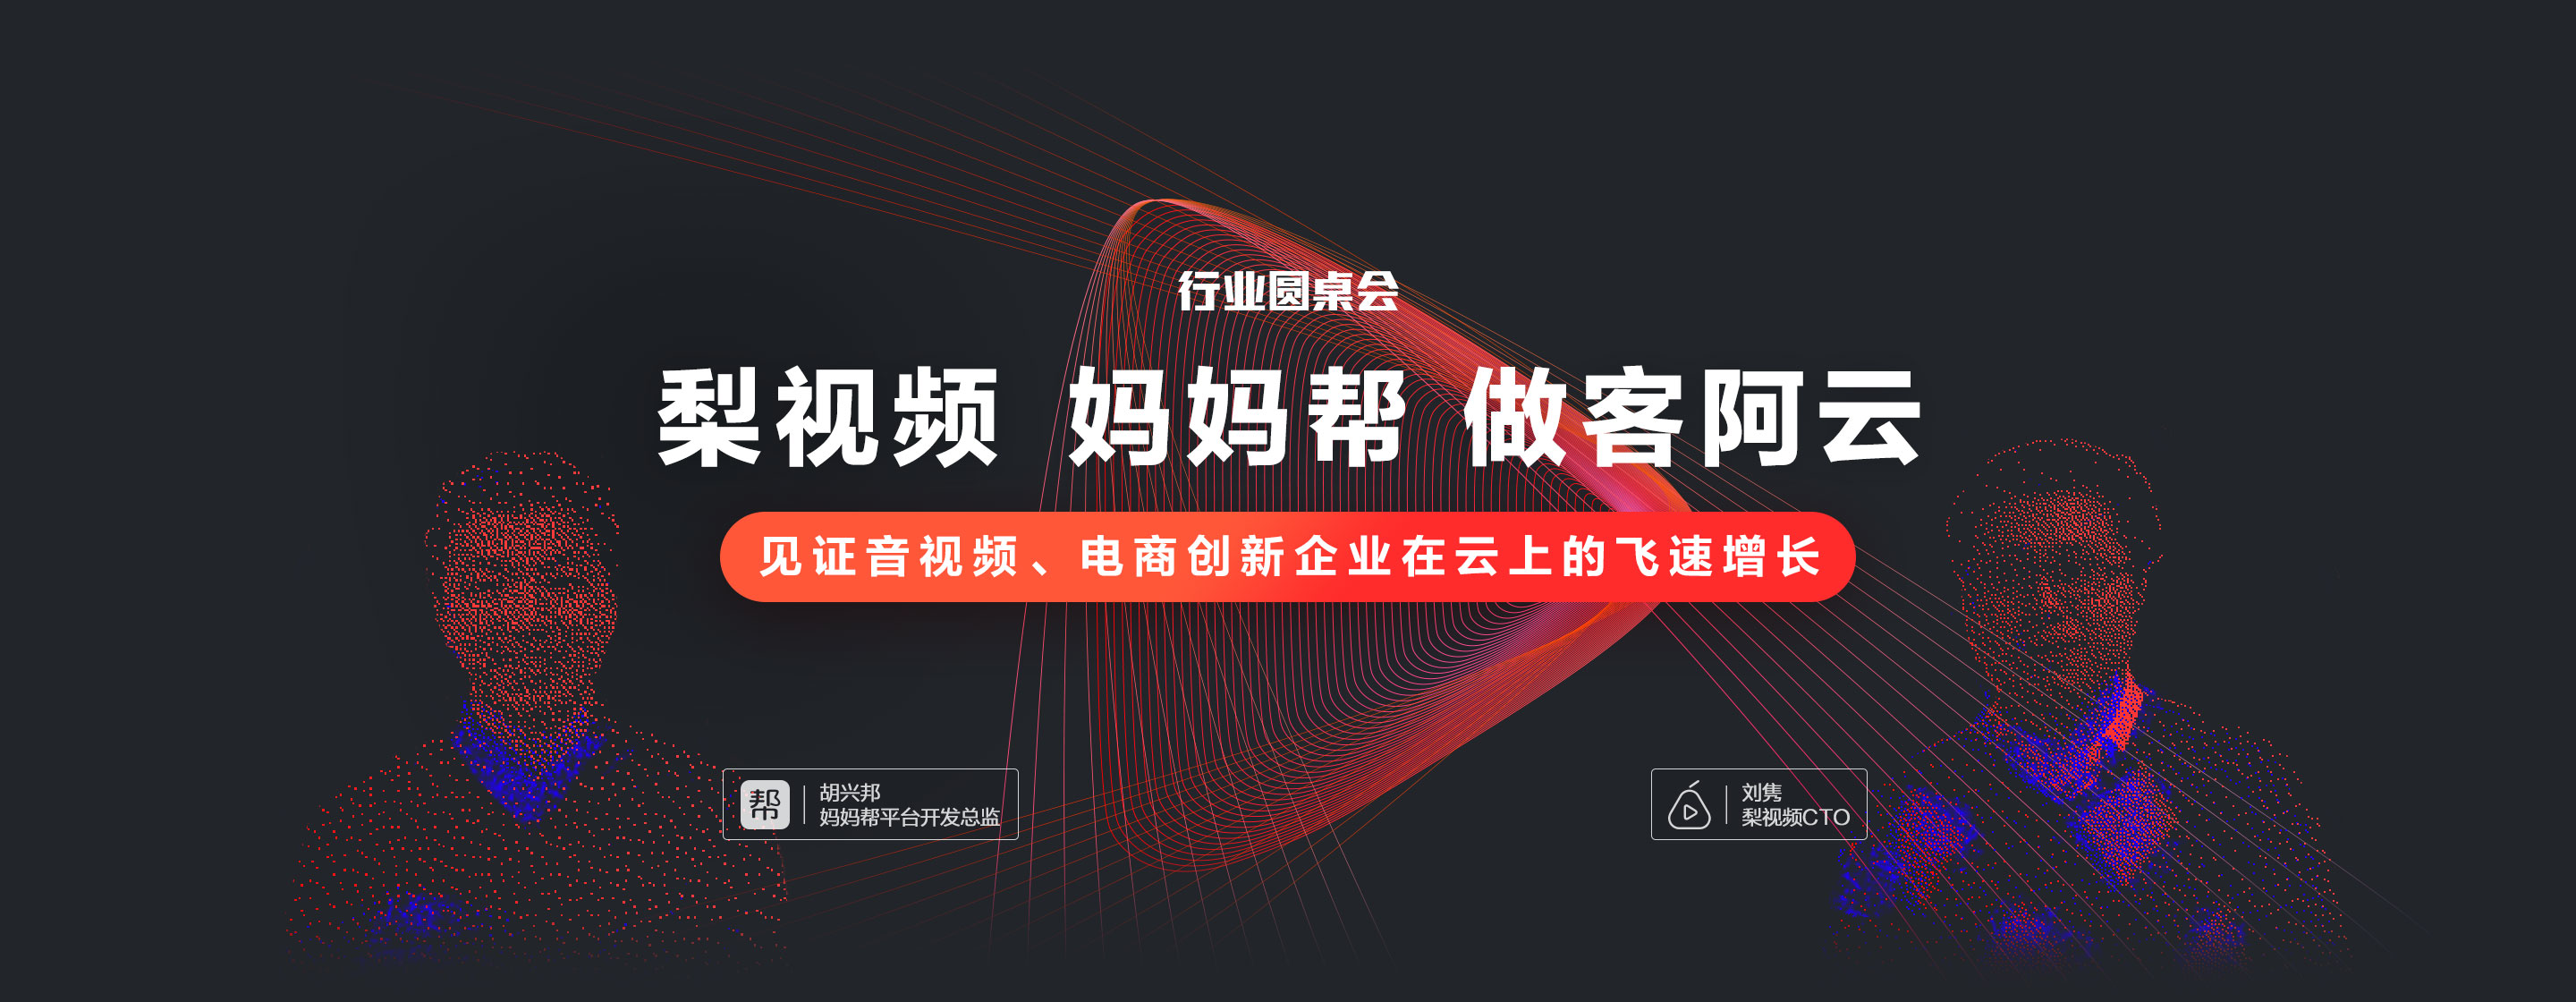 行业圆桌会
梨视频 妈妈帮 做客阿云
见证音视频、电商创新企业在云上的飞速增长
帮
胡兴邦
妈妈帮平台开发总监
刘隽
梨视频CTO